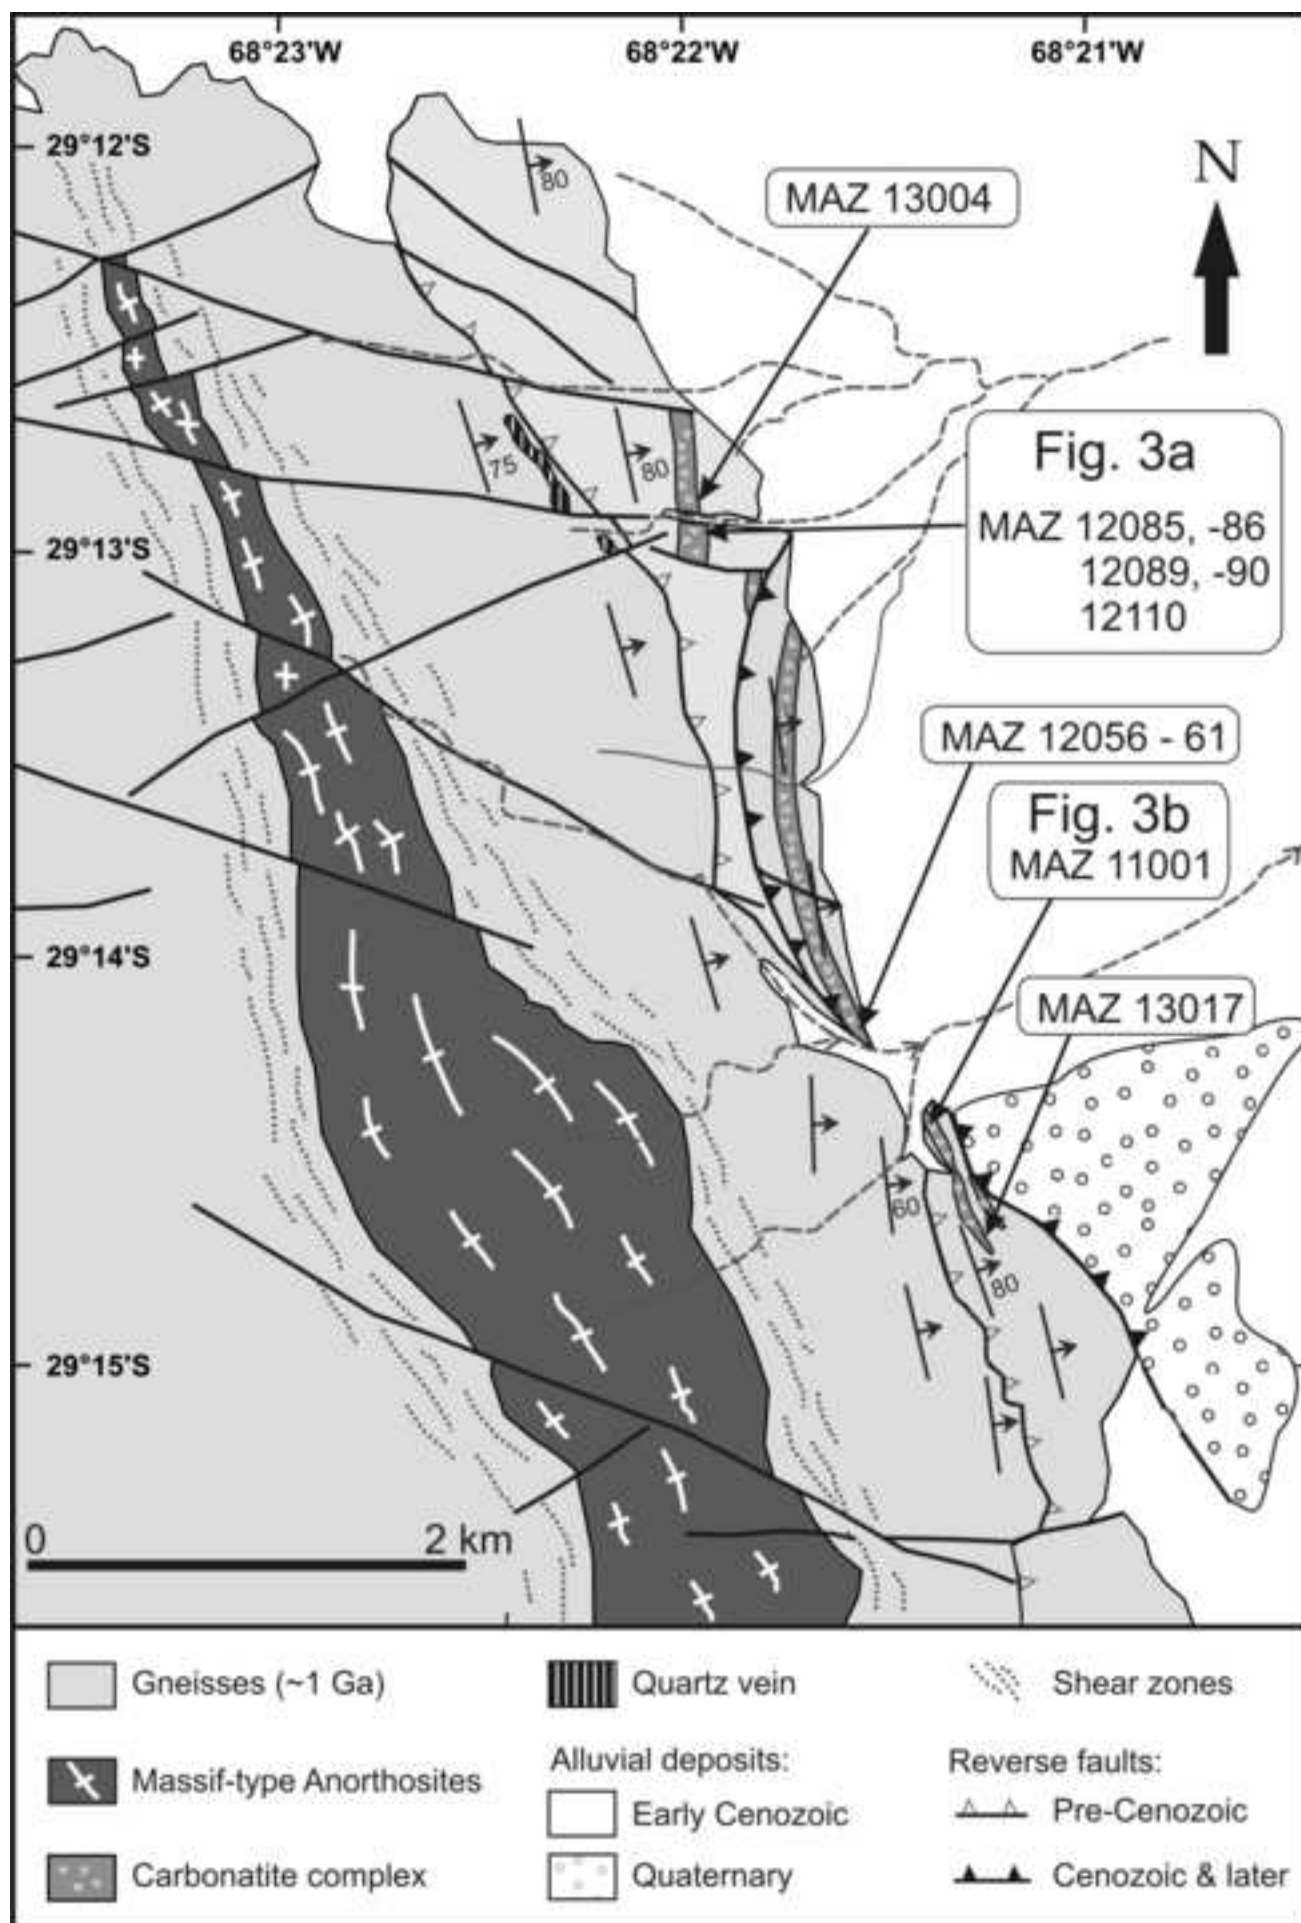 68°23'W 68°22'W 68°21'W
29°12'S
80
MAZ 13004
N
Fig. 3a
MAZ 12085, -86
12089, -90
12110
75
80
29°13'S
MAZ 12056 - 61
Fig. 3b
MAZ 11001
29°14'S
MAZ 13017
60
80
29°15'S
0 2 km
Gneisses (~1 Ga)
Massif-type Anorthosites
Carbonatite complex
Quartz vein
Alluvial deposits:
Early Cenozoic
Quaternary
Shear zones
Reverse faults:
Pre-Cenozoic
Cenozoic & later